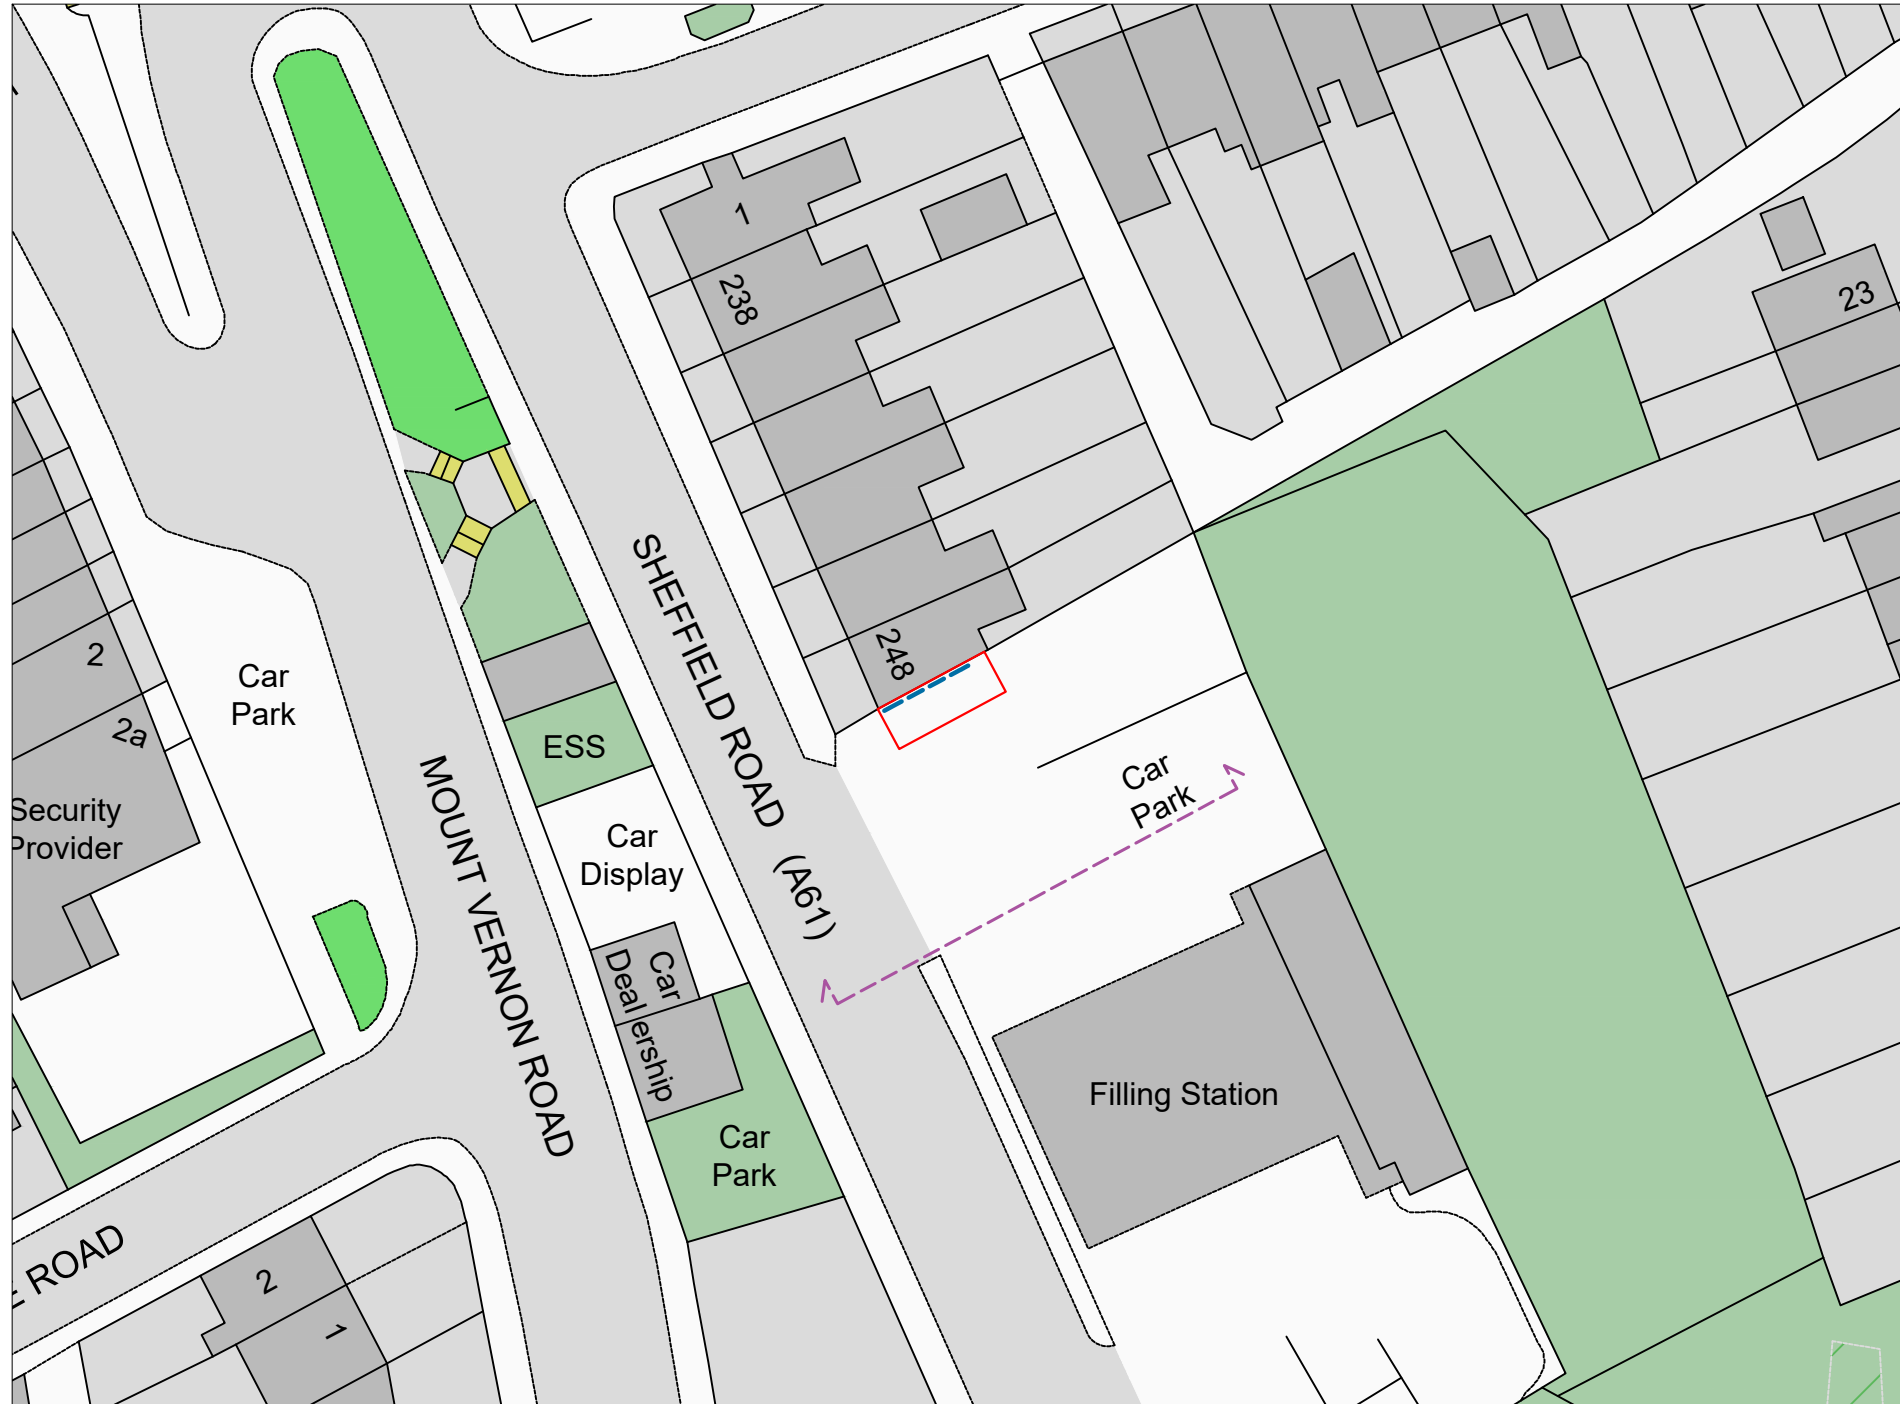 1
238
23
SHEFFIELD ROAD (A61)
248
2
2a
Car
Park
ESS
MOUNT VERNON ROAD
Security
Provider
Car
Display
Car
Park
Car
Dealership
Filling Station
Car
Park
E ROAD
2
1